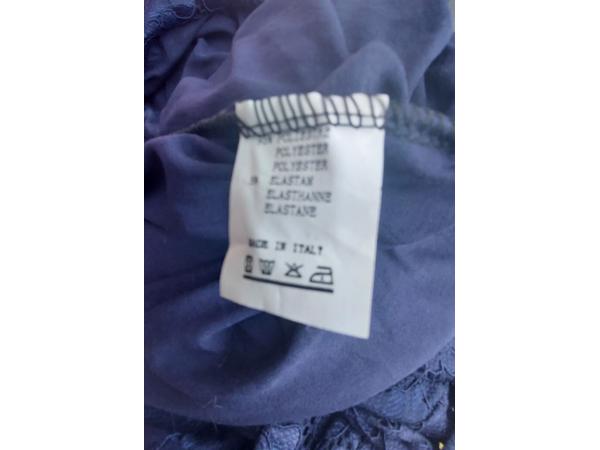 POLYESTER
POLYESTER
ELASTAN
ELASTHANNE
ELASTANE
MADE IN ITALY